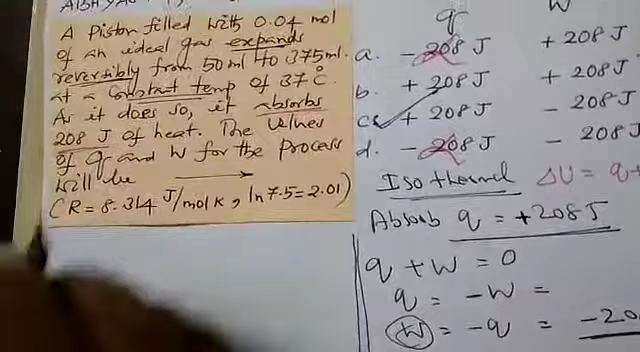 A Piston filled with 0.04 mol
of an ideal gas expands
reversibly from 50 ml to 375 ml.
at a constant temp of 37°C.
As it does so, it absorbs
208 J of heat. The values
of q and w for the process
will be
(R = 8.314 J/mol K, ln 7.5 = 2.01)
q w
a. - 208 J + 208 J
b. + 208 J + 208 J
c. + 208 J - 208 J
d. - 208 J - 208 J
Isothermal ΔU = q+
Absorb q = +208 J
q + w = 0
q = -w =
w = -q = -20